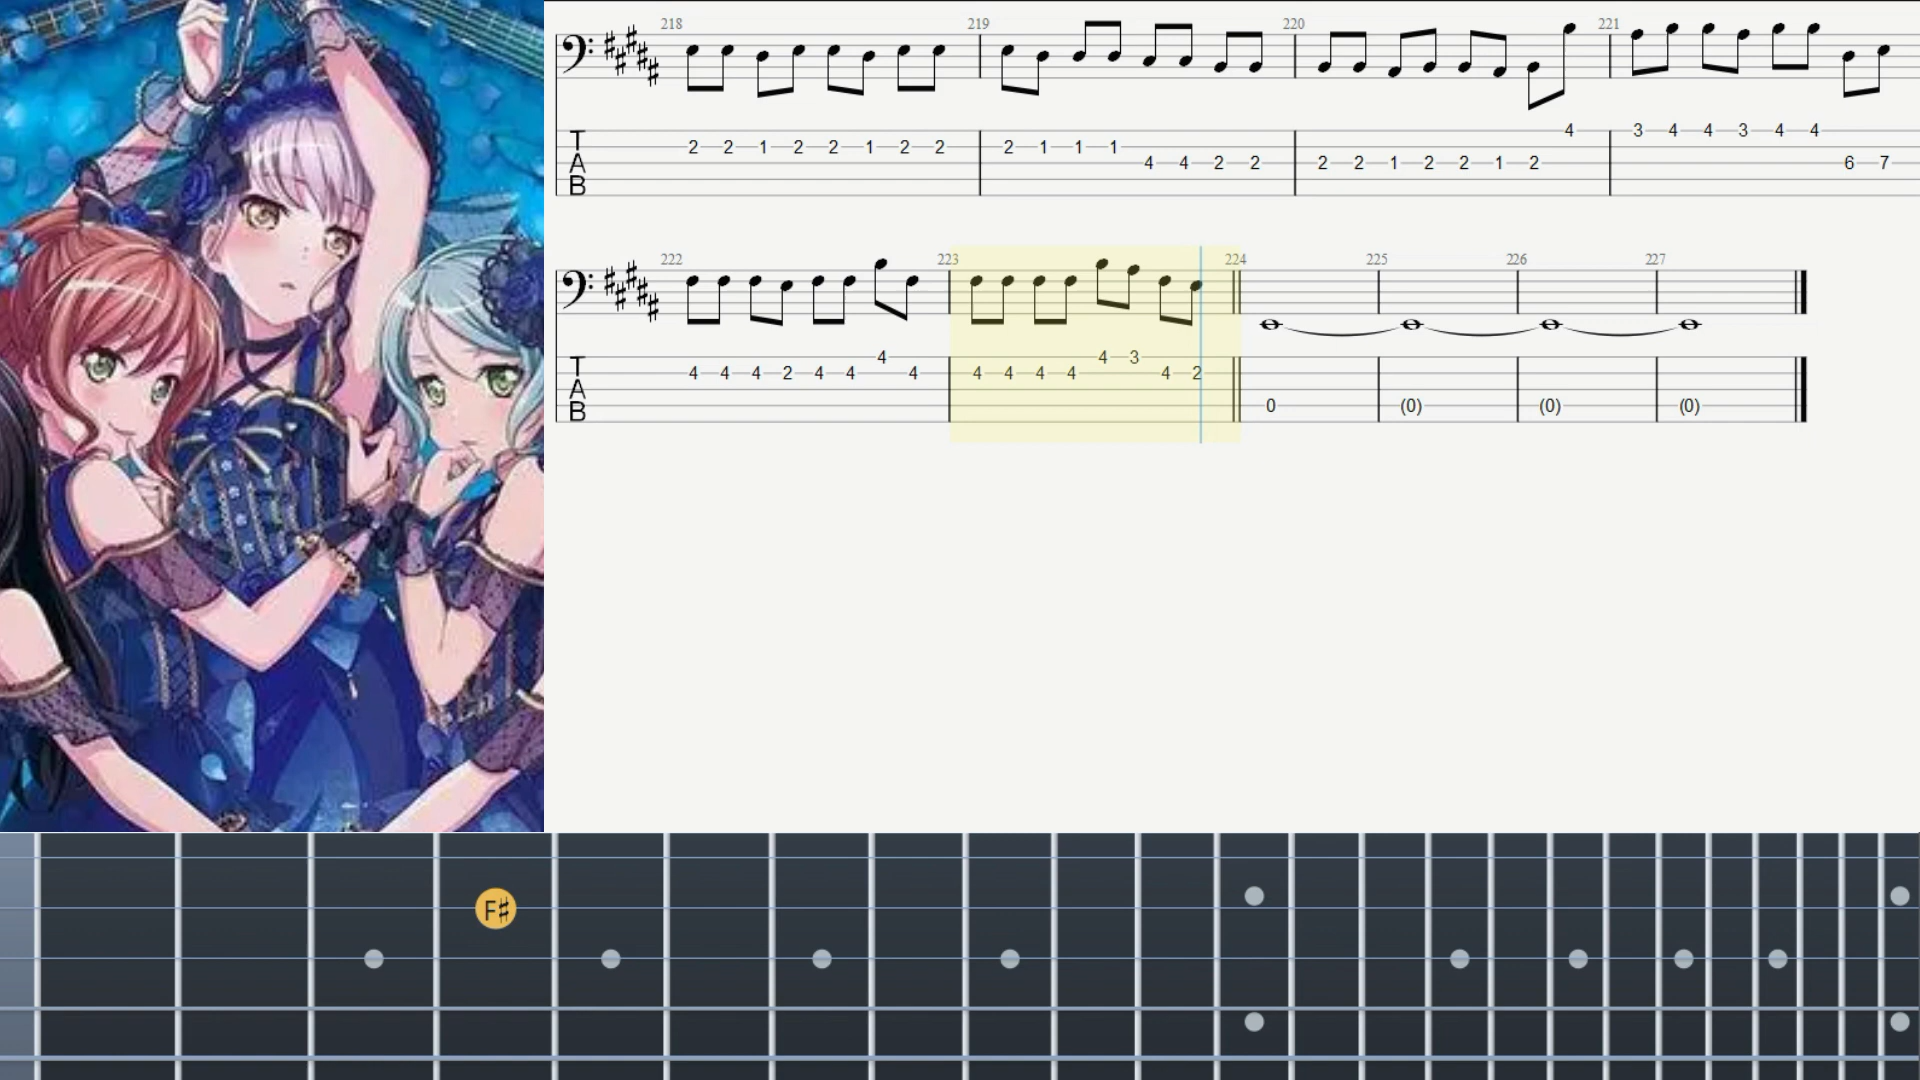 218 219 220 221
4 3 4 4 3 4 4
T 2 2 1 2 2 1 2 2 2 1 1 1
A 4 4 2 2 2 2 1 2 2 1 2 6 7
B
222 223 224 225 226 227
4 4 3
T 4 4 4 2 4 4 4 4 4 4 4 4 2
A
B 0 (0) (0) (0)
F♯